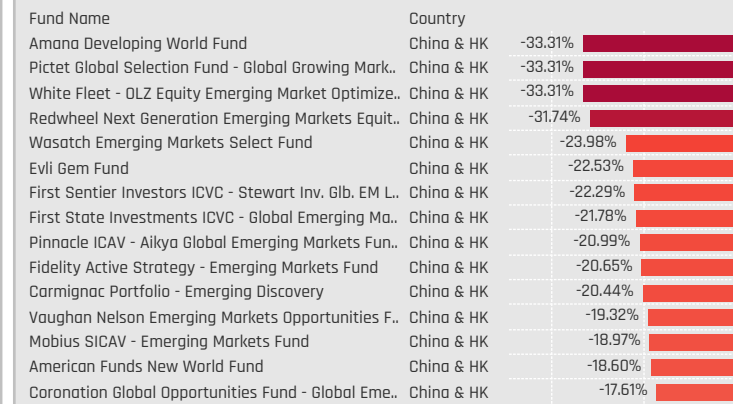 Fund Name Country
Amana Developing World Fund China & HK -33.31%
Pictet Global Selection Fund - Global Growing Mark.. China & HK -33.31%
White Fleet - OLZ Equity Emerging Market Optimize.. China & HK -33.31%
Redwheel Next Generation Emerging Markets Equit.. China & HK -31.74%
Wasatch Emerging Markets Select Fund China & HK -23.98%
Evli Gem Fund China & HK -22.53%
First Sentier Investors ICVC - Stewart Inv. Glb. EM L.. China & HK -22.29%
First State Investments ICVC - Global Emerging Ma.. China & HK -21.78%
Pinnacle ICAV - Aikya Global Emerging Markets Fun.. China & HK -20.99%
Fidelity Active Strategy - Emerging Markets Fund China & HK -20.65%
Carmignac Portfolio - Emerging Discovery China & HK -20.44%
Vaughan Nelson Emerging Markets Opportunities F.. China & HK -19.32%
Mobius SICAV - Emerging Markets Fund China & HK -18.97%
American Funds New World Fund China & HK -18.60%
Coronation Global Opportunities Fund - Global Eme.. China & HK -17.61%